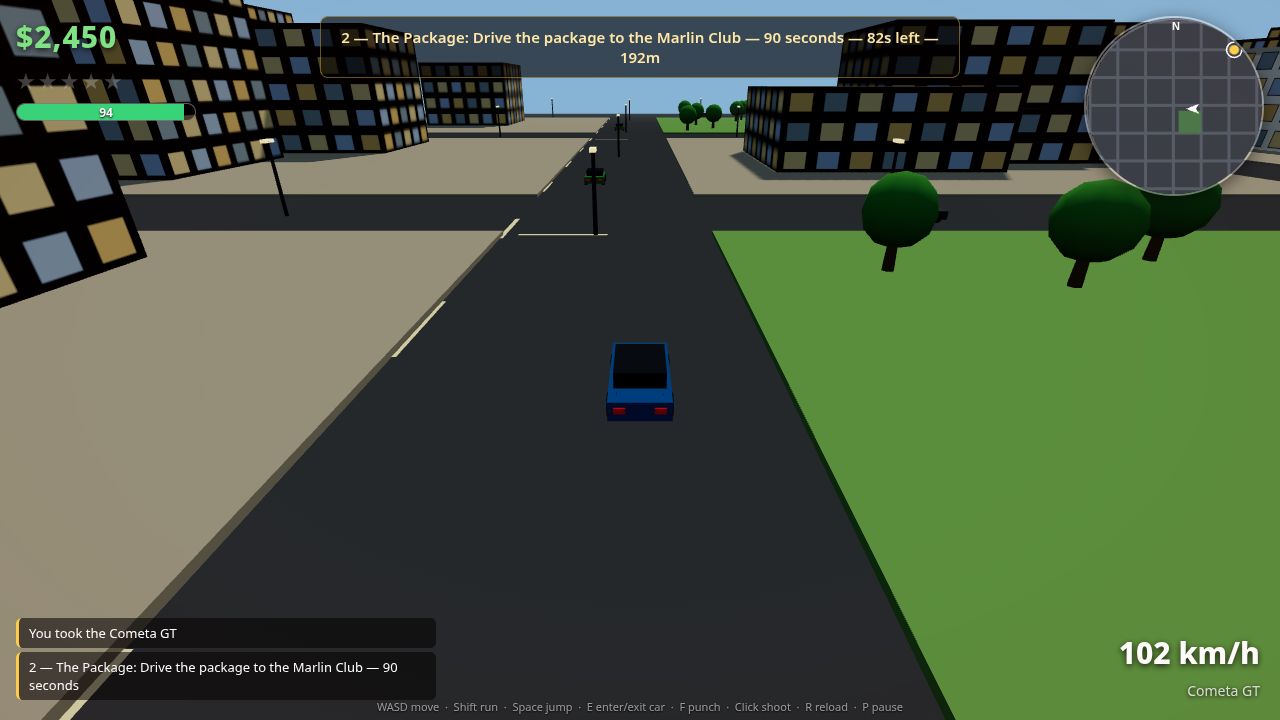 $2,450
2 — The Package: Drive the package to the Marlin Club — 90 seconds — 82s left —
192m
N
94
You took the Cometa GT
2 — The Package: Drive the package to the Marlin Club — 90
seconds
102 km/h
Cometa GT
WASD move · Shift run · Space jump · E enter/exit car · F punch · Click shoot · R reload · P pause